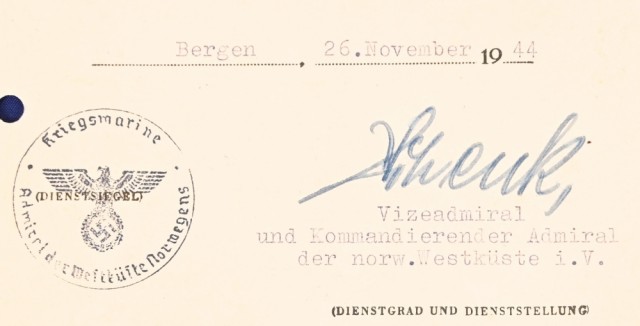 Bergen, 26.November 1944
Kriegsmarine
(DIENSTSIEGEL)
Admiral der Westküste Norwegens
Schenk,
Vizeadmiral
und Kommandierender Admiral
der norw.Westküste i.V.
(DIENSTGRAD UND DIENSTSTELLUNG)